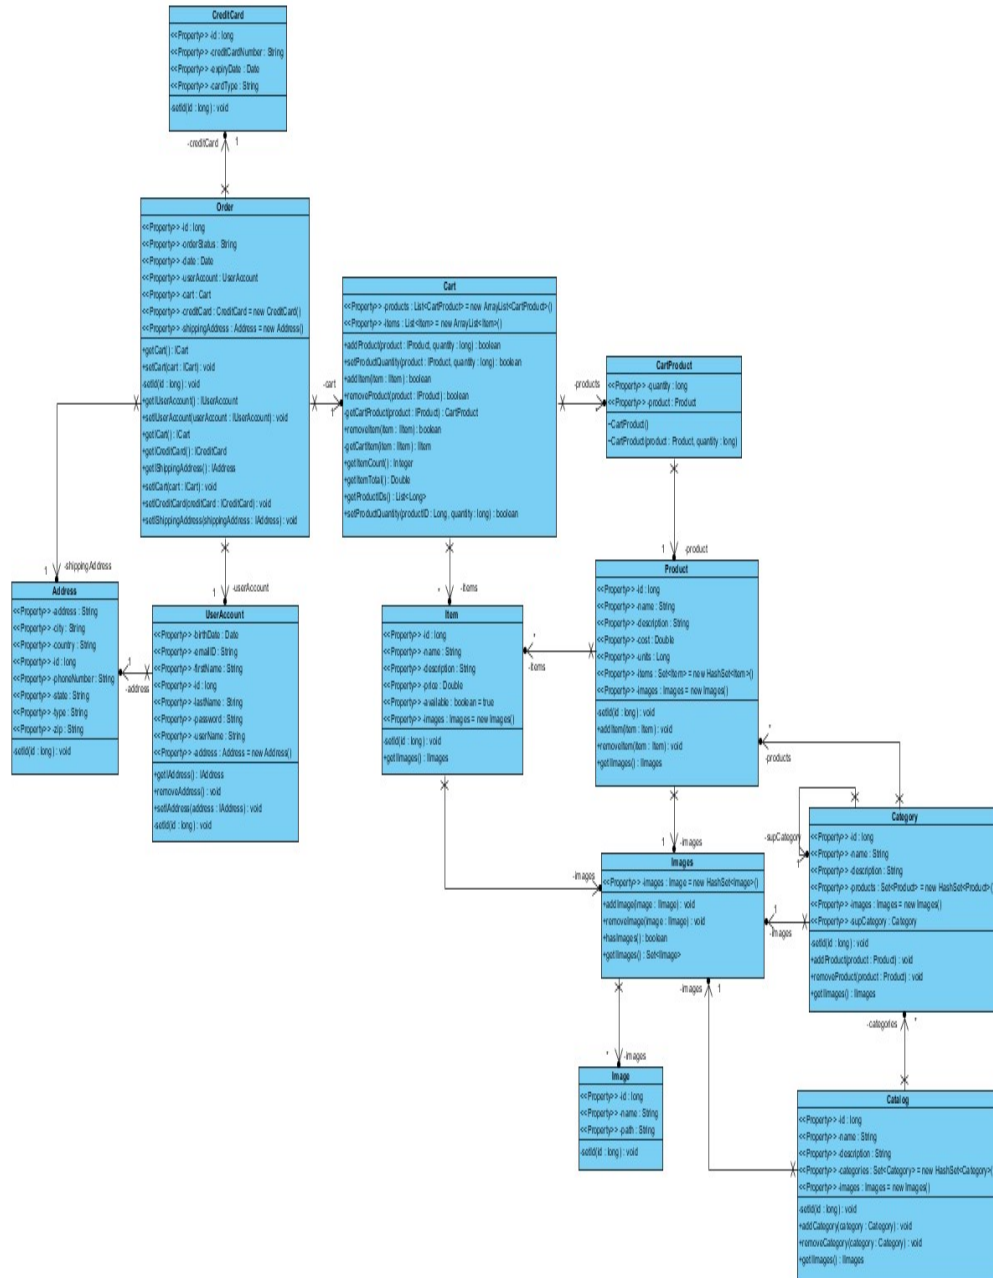 CreditCard
<<Property>> -id : long
<<Property>> -creditCardNumber : String
<<Property>> -expiryDate : Date
<<Property>> -cardType : String
-setId(id : long) : void
-creditCard
1
Order
<<Property>> -id : long
<<Property>> -orderStatus : String
<<Property>> -date : Date
<<Property>> -userAccount : UserAccount
<<Property>> -cart : Cart
<<Property>> -creditCard : CreditCard = new CreditCard()
<<Property>> -shippingAddress : Address = new Address()
+getCart() : ICart
+setCart(cart : ICart) : void
-setId(id : long) : void
+getIUserAccount() : IUserAccount
+setIUserAccount(userAccount : IUserAccount) : void
+getICart() : ICart
+getICreditCard() : ICreditCard
+getIShippingAddress() : IAddress
+setICart(cart : ICart) : void
+setICreditCard(creditCard : ICreditCard) : void
+setIShippingAddress(shippingAddress : IAddress) : void
-cart
1
Cart
<<Property>> -products : List<CartProduct> = new ArrayList<CartProduct>()
<<Property>> -items : List<Item> = new ArrayList<Item>()
+addProduct(product : IProduct, quantity : long) : boolean
+setProductQuantity(product : IProduct, quantity : long) : boolean
+addItem(item : IItem) : boolean
+removeProduct(product : IProduct) : boolean
-getCartProduct(product : IProduct) : CartProduct
+removeItem(item : IItem) : boolean
-getCartItem(item : IItem) : IItem
+getItemCount() : Integer
+getItemTotal() : Double
+getProductIDs() : List<Long>
+setProductQuantity(productID : Long, quantity : long) : boolean
-products
*
CartProduct
<<Property>> -quantity : long
<<Property>> -product : Product
+CartProduct()
+CartProduct(product : Product, quantity : long)
1
-shippingAddress
1
-userAccount
*
-items
1
-product
Address
<<Property>> -address : String
<<Property>> -city : String
<<Property>> -country : String
<<Property>> -id : long
<<Property>> -phoneNumber : String
<<Property>> -state : String
<<Property>> -type : String
<<Property>> -zip : String
-setId(id : long) : void
1
-address
UserAccount
<<Property>> -birthDate : Date
<<Property>> -emailID : String
<<Property>> -firstName : String
<<Property>> -id : long
<<Property>> -lastName : String
<<Property>> -password : String
<<Property>> -userName : String
<<Property>> -address : Address = new Address()
+getIAddress() : IAddress
+removeAddress() : void
+setIAddress(address : IAddress) : void
-setId(id : long) : void
Item
<<Property>> -id : long
<<Property>> -name : String
<<Property>> -description : String
<<Property>> -price : Double
<<Property>> -available : boolean = true
<<Property>> -images : Images = new Images()
-setId(id : long) : void
+getIImages() : IImages
*
-items
Product
<<Property>> -id : long
<<Property>> -name : String
<<Property>> -description : String
<<Property>> -cost : Double
<<Property>> -units : Long
<<Property>> -items : Set<Item> = new HashSet<Item>()
<<Property>> -images : Images = new Images()
-setId(id : long) : void
+addItem(item : Item) : void
+removeItem(item : Item) : void
+getIImages() : IImages
*
-products
-supCategory
1
Category
<<Property>> -id : long
<<Property>> -name : String
<<Property>> -description : String
<<Property>> -products : Set<Product> = new HashSet<Product>()
<<Property>> -images : Images = new Images()
<<Property>> -supCategory : Category
-setId(id : long) : void
+addProduct(product : Product) : void
+removeProduct(product : Product) : void
+getIImages() : IImages
1
-images
-images
1
Images
<<Property>> -images : Image = new HashSet<Image>()
+addImage(image : IImage) : void
+removeImage(image : IImage) : void
+hasImages() : boolean
+getIImages() : Set<IImage>
1
-images
-images
1
-categories
*
*
-images
Image
<<Property>> -id : long
<<Property>> -name : String
<<Property>> -path : String
-setId(id : long) : void
Catalog
<<Property>> -id : long
<<Property>> -name : String
<<Property>> -description : String
<<Property>> -categories : Set<Category> = new HashSet<Category>()
<<Property>> -images : Images = new Images()
-setId(id : long) : void
+addCategory(category : Category) : void
+removeCategory(category : Category) : void
+getIImages() : IImages